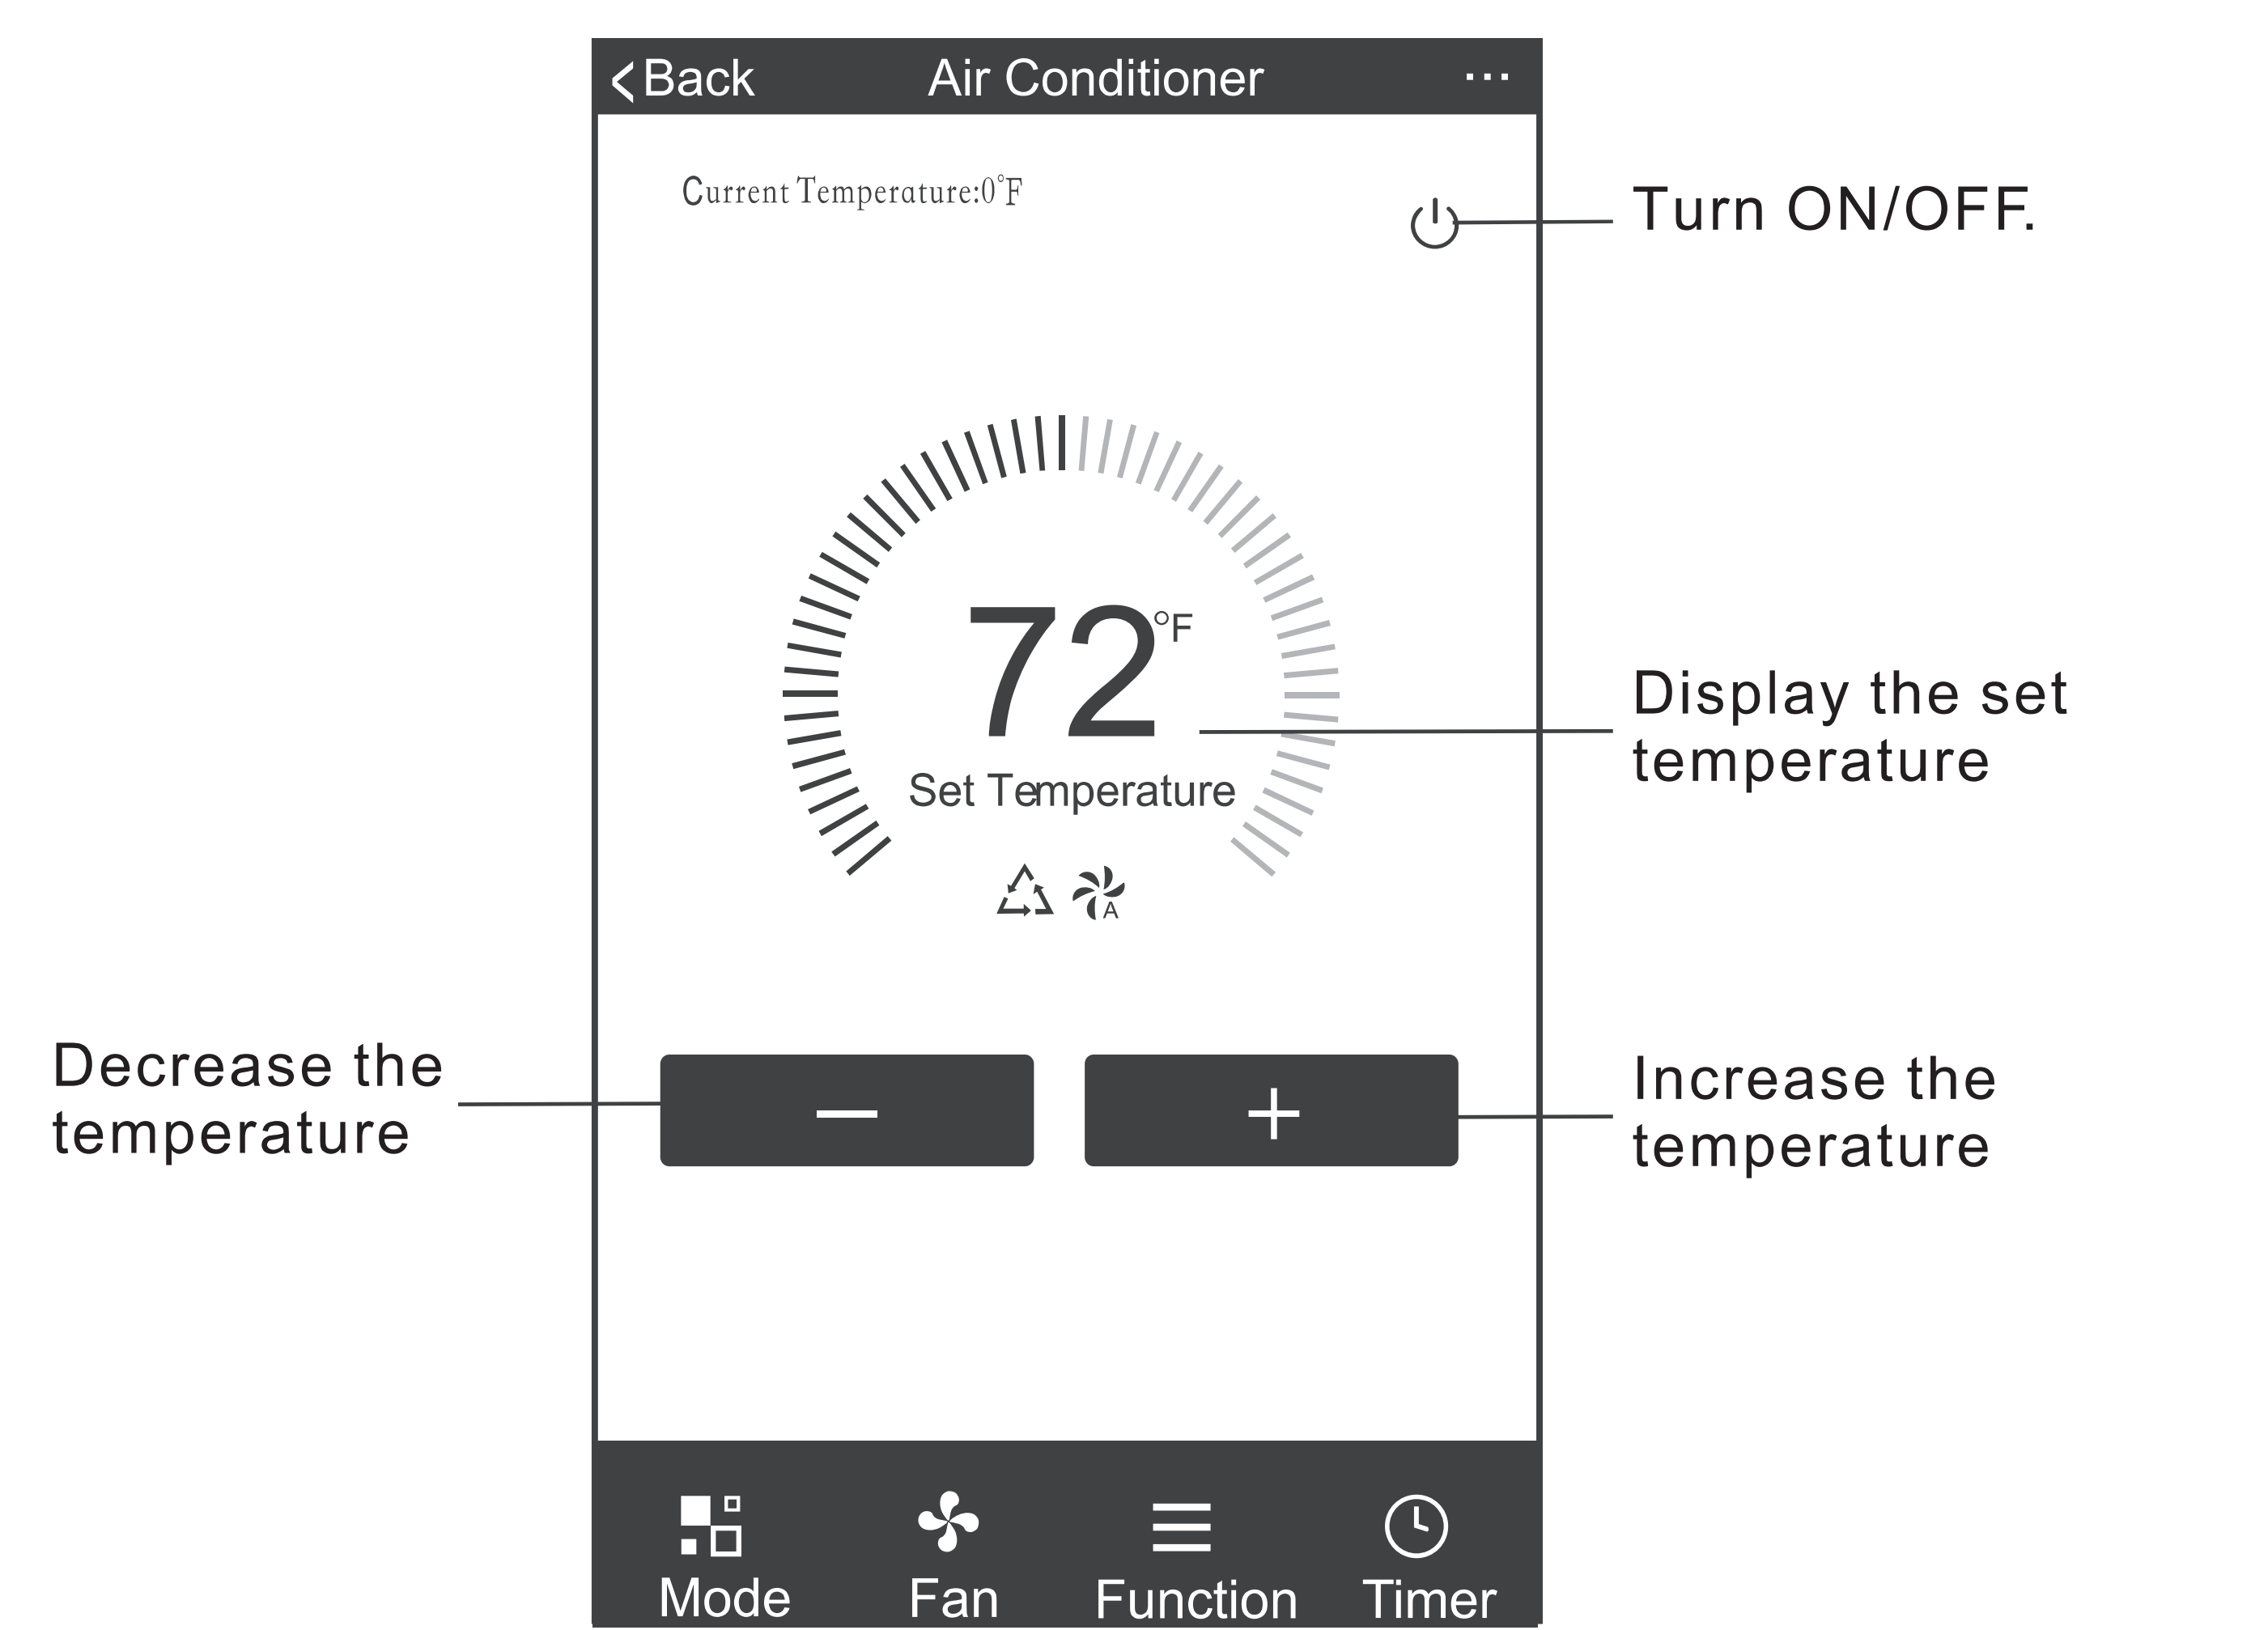 Back
Air Conditioner
...
Current Temperature:0°F
Turn ON/OFF.
72°F
Display the set
temperature
Set Temperature
A
Decrease the
temperature
—
+
Increase the
temperature
Mode
Fan
Function
Timer